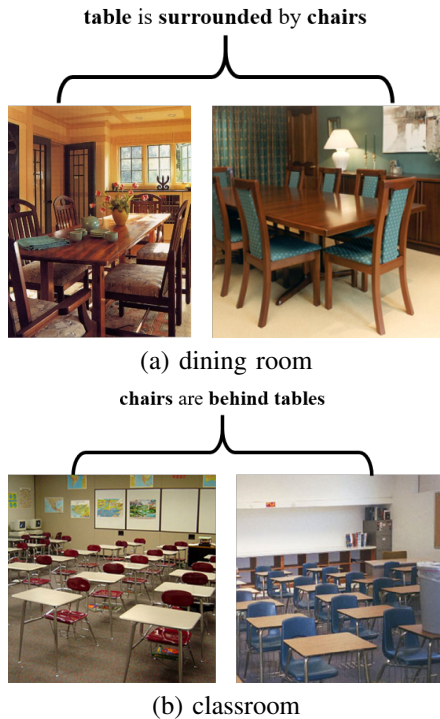 table is surrounded by chairs
(a) dining room
chairs are behind tables
(b) classroom